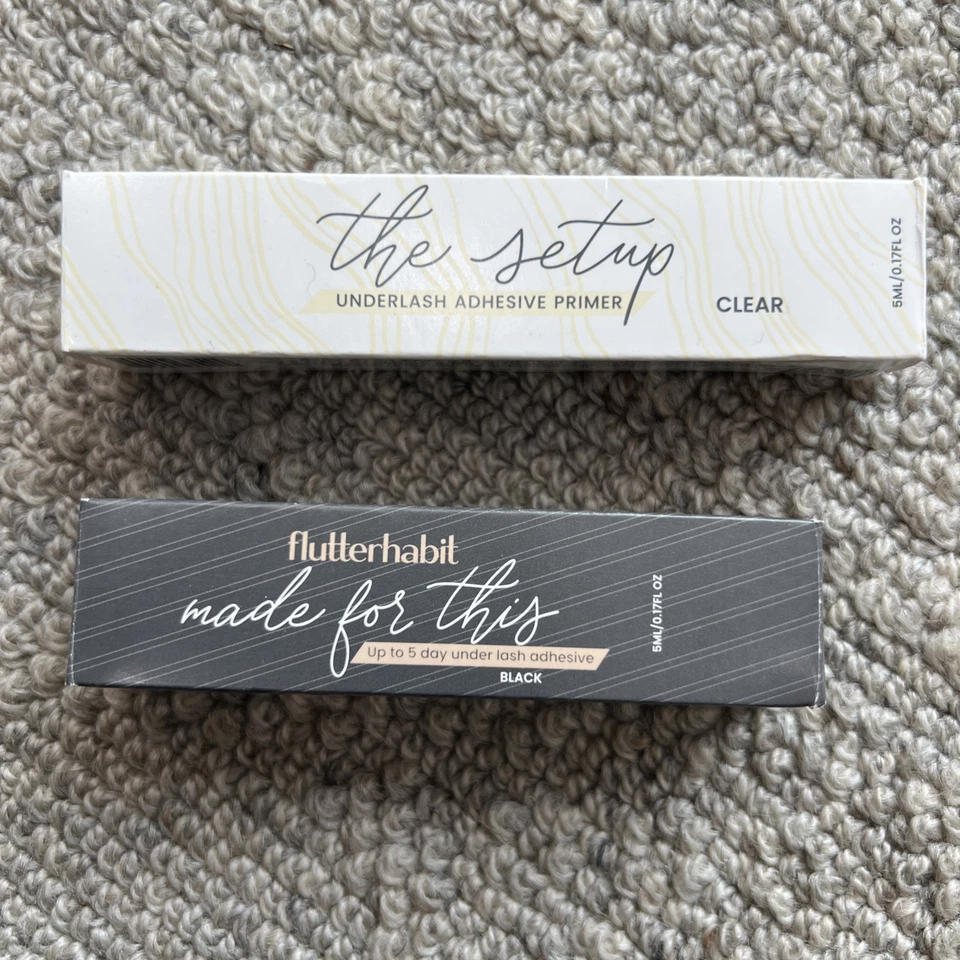 the setup
UNDERLASH ADHESIVE PRIMER
CLEAR
5ML/0.17FL OZ
flutterhabit
made for this
Up to 5 day under lash adhesive
BLACK
5ML/0.17FL OZ